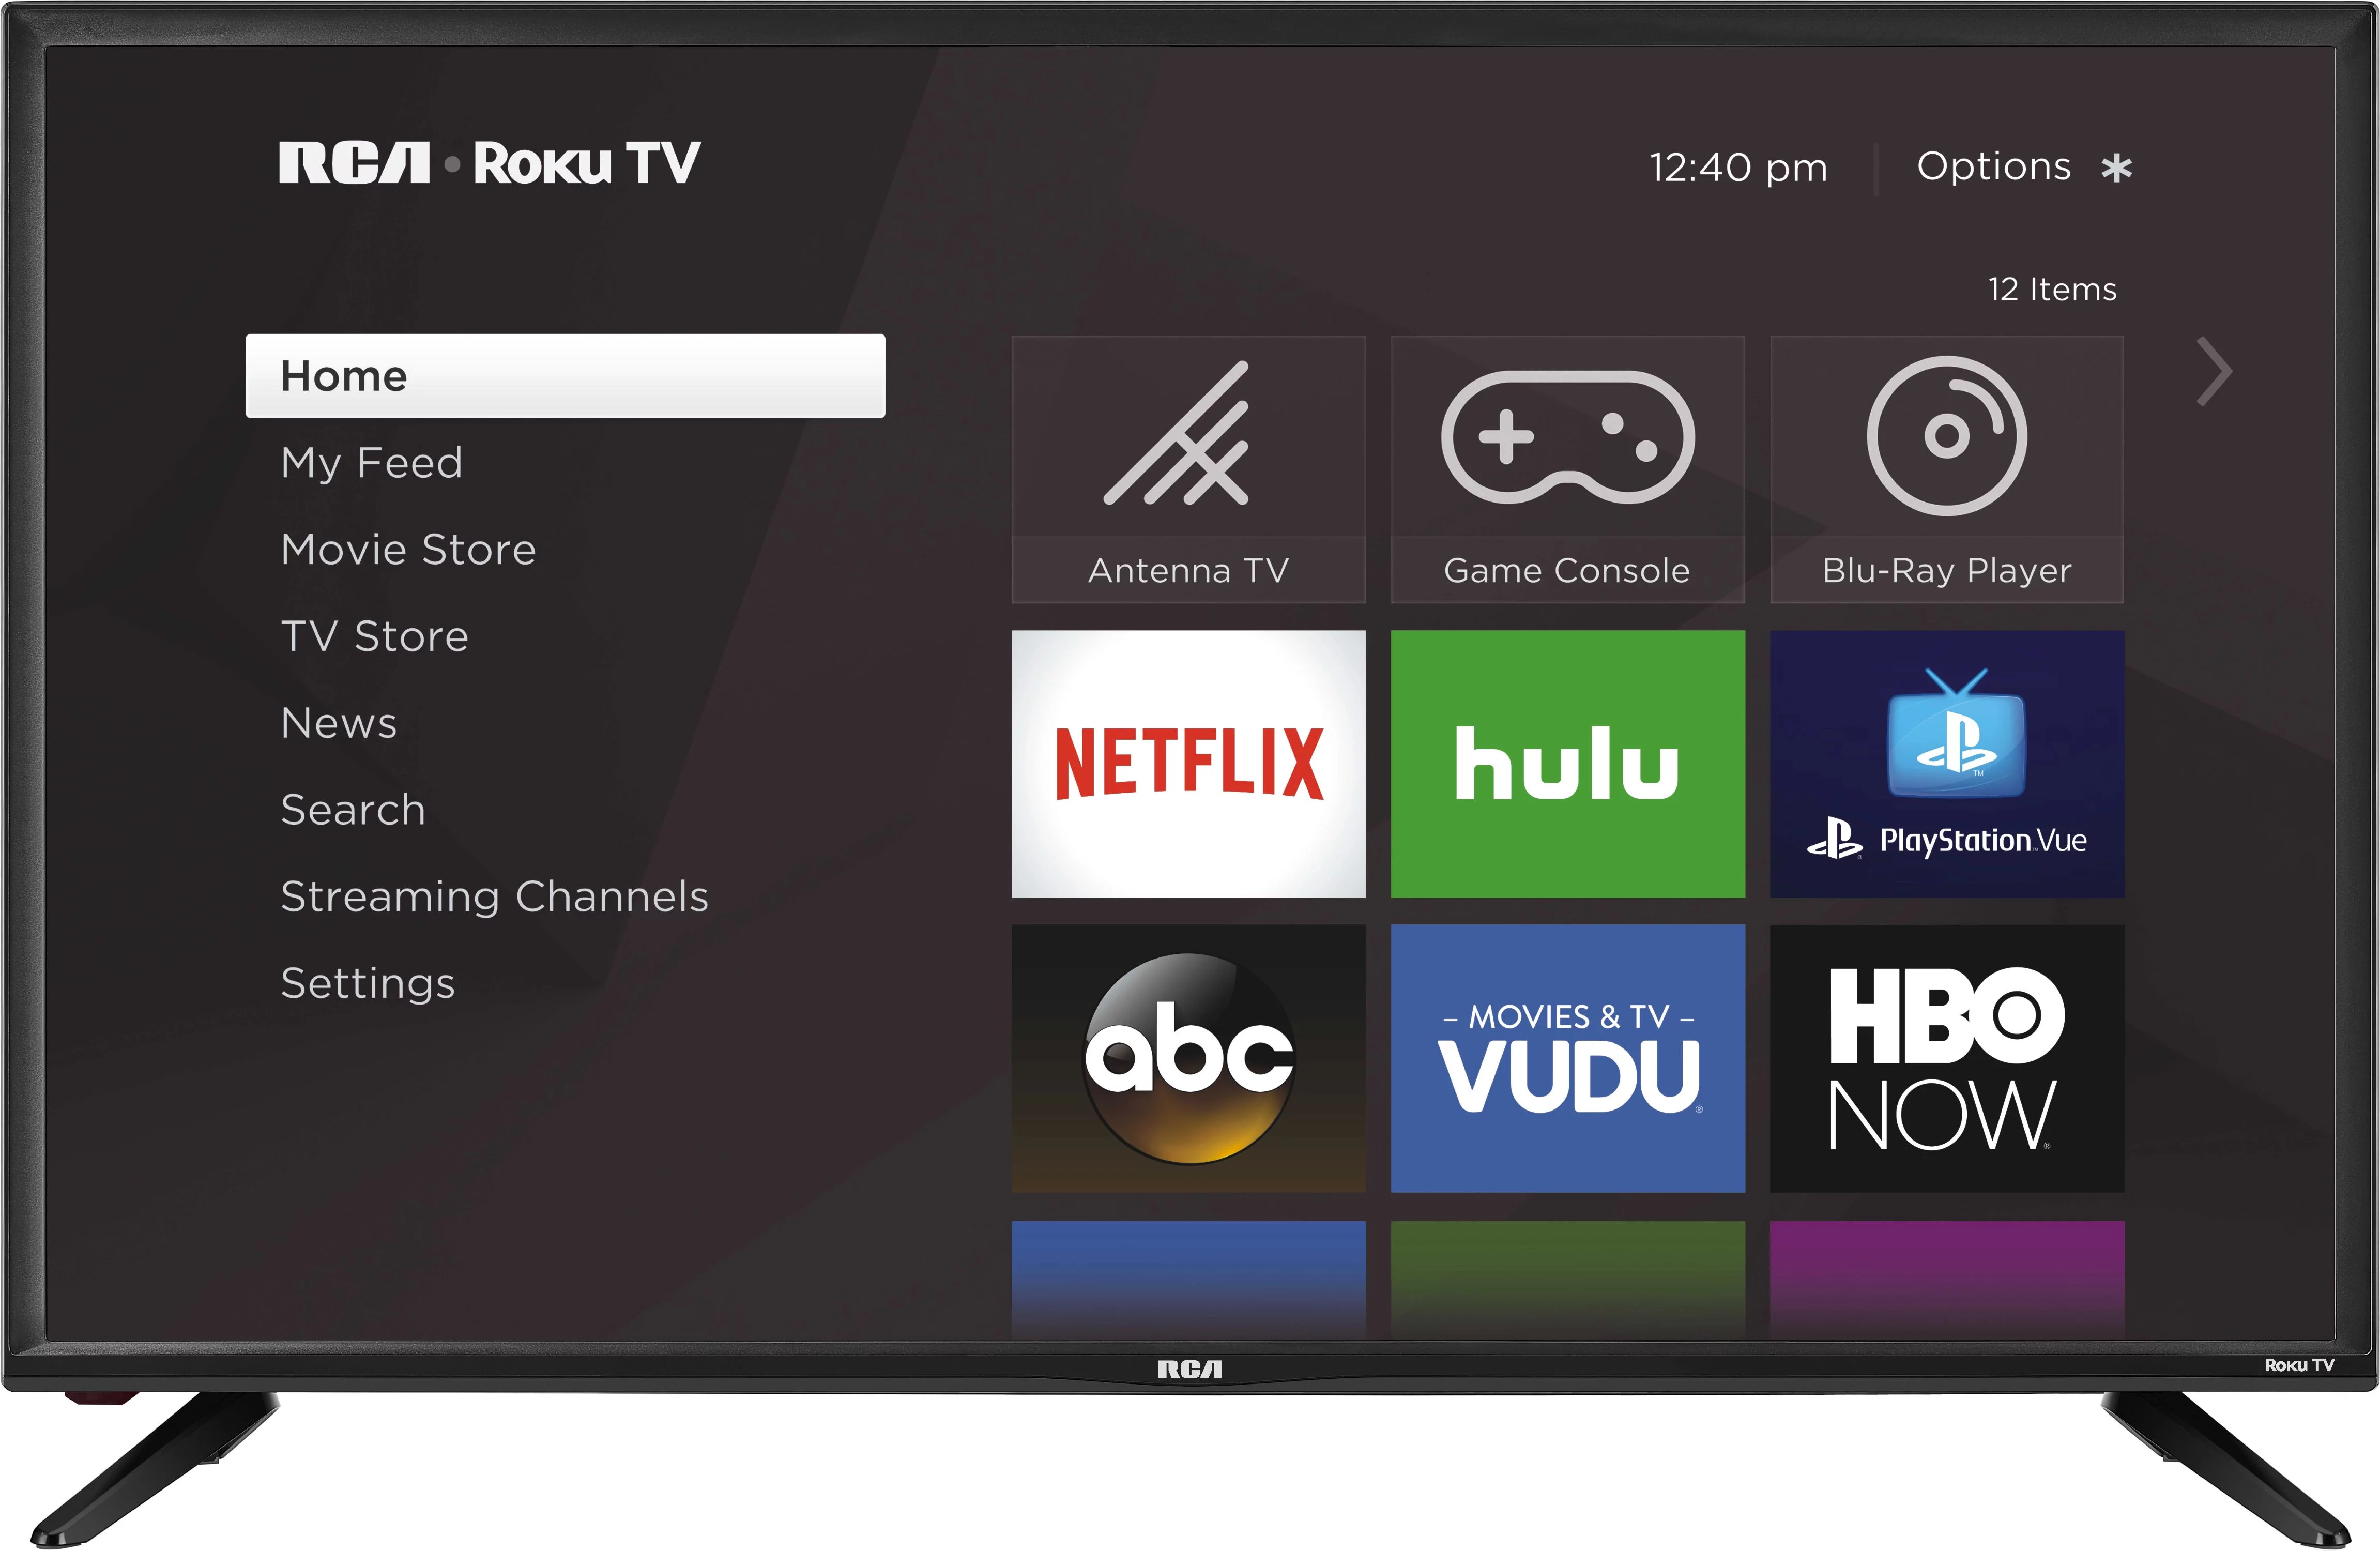 RCA • Roku TV
12:40 pm
Options *
12 Items
Home
My Feed
Movie Store
TV Store
News
Search
Streaming Channels
Settings
Antenna TV
Game Console
Blu-Ray Player
NETFLIX
hulu
PlayStation™Vue
abc
– MOVIES & TV –
VUDU®
HBO
NOW®
RCA
Roku TV